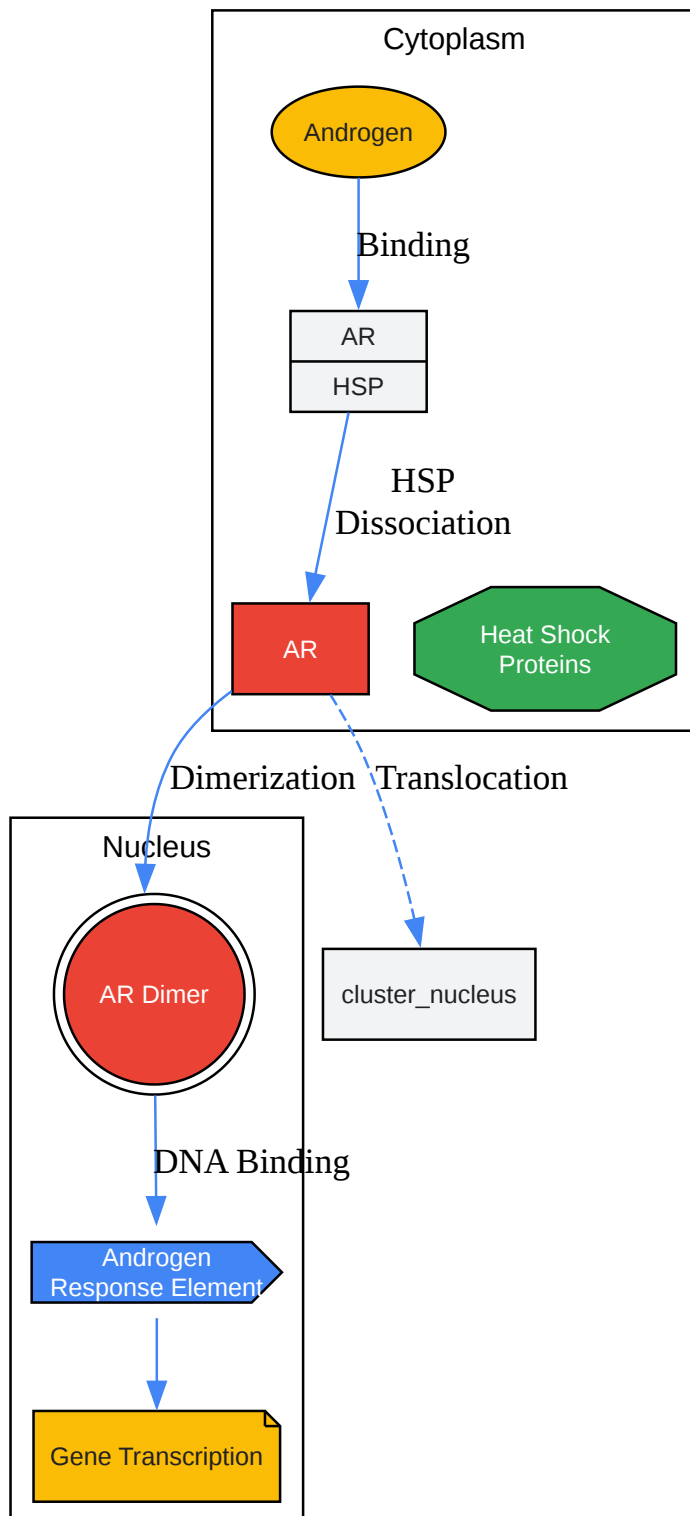 Cytoplasm
Androgen
Binding
AR
HSP
HSP
Dissociation
AR
Heat Shock
Proteins
Dimerization
Translocation
Nucleus
AR Dimer
cluster_nucleus
DNA Binding
Androgen
Response Element
Gene Transcription